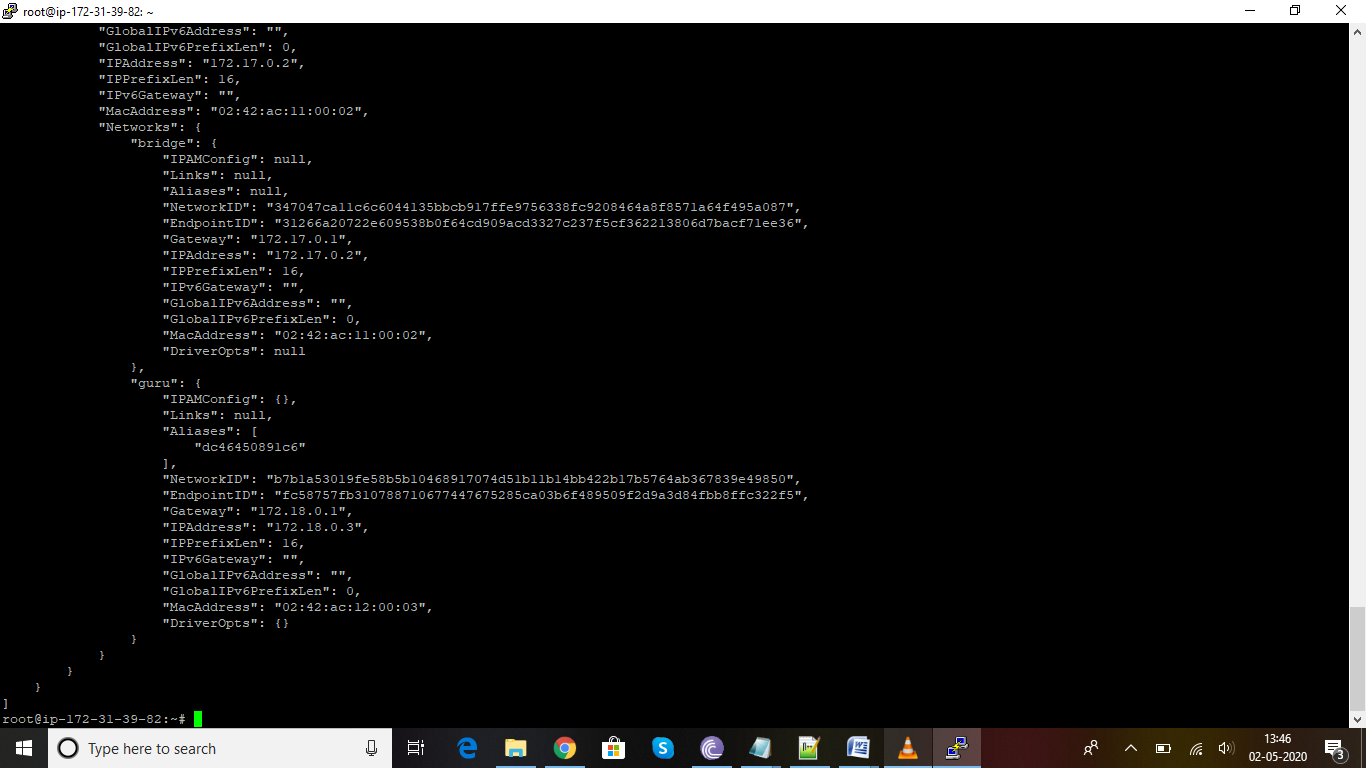 root@ip-172-31-39-82: ~
"GlobalIPv6Address": "",
"GlobalIPv6PrefixLen": 0,
"IPAddress": "172.17.0.2",
"IPPrefixLen": 16,
"IPv6Gateway": "",
"MacAddress": "02:42:ac:11:00:02",
"Networks": {
"bridge": {
"IPAMConfig": null,
"Links": null,
"Aliases": null,
"NetworkID": "347047ca11c6c6044135bbcb917ffe9756338fc9208464a8f8571a64f495a087",
"EndpointID": "31266a20722e609538b0f64cd909acd3327c237f5cf362213806d7bacf71ee36",
"Gateway": "172.17.0.1",
"IPAddress": "172.17.0.2",
"IPPrefixLen": 16,
"IPv6Gateway": "",
"GlobalIPv6Address": "",
"GlobalIPv6PrefixLen": 0,
"MacAddress": "02:42:ac:11:00:02",
"DriverOpts": null
},
"guru": {
"IPAMConfig": {},
"Links": null,
"Aliases": [
"dc46450891c6"
],
"NetworkID": "b7b1a53019fe58b5b10468917074d51b11b14bb422b17b5764ab367839e49850",
"EndpointID": "fc58757fb310788710677447675285ca03b6f489509f2d9a3d84fbb8ffc322f5",
"Gateway": "172.18.0.1",
"IPAddress": "172.18.0.3",
"IPPrefixLen": 16,
"IPv6Gateway": "",
"GlobalIPv6Address": "",
"GlobalIPv6PrefixLen": 0,
"MacAddress": "02:42:ac:12:00:03",
"DriverOpts": {}
}
}
}
}
]
root@ip-172-31-39-82:~#
Type here to search
13:46
02-05-2020
3